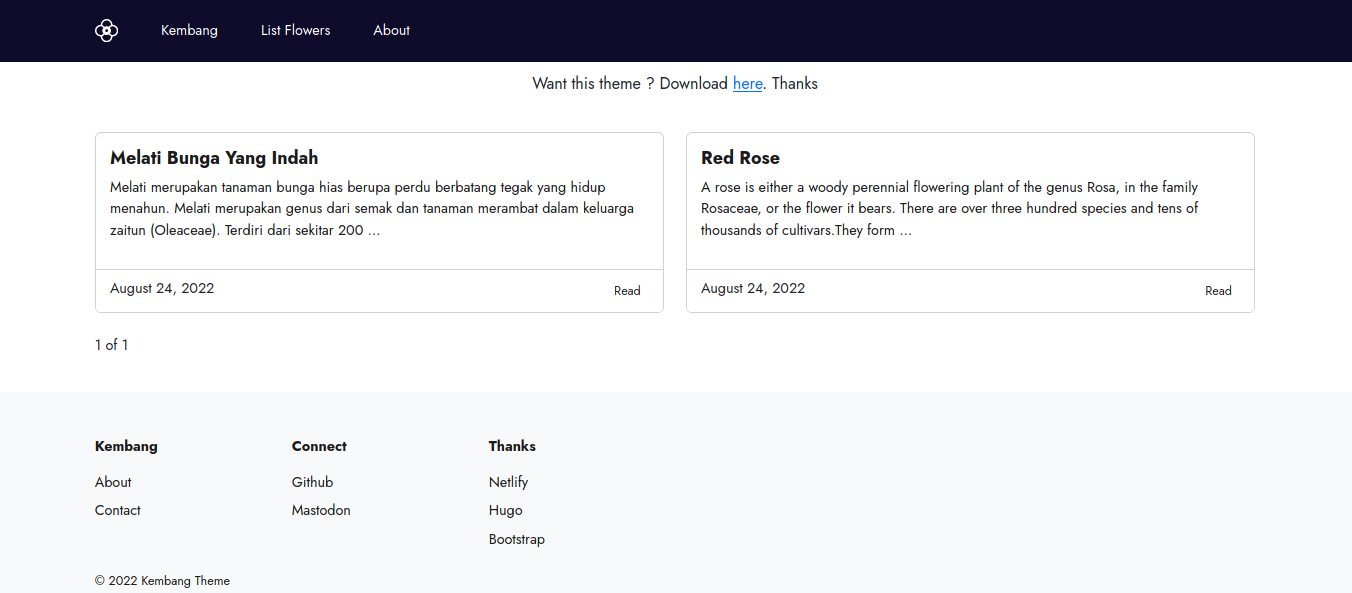 Kembang List Flowers About
Want this theme ? Download here. Thanks
Melati Bunga Yang Indah
Melati merupakan tanaman bunga hias berupa perdu berbatang tegak yang hidup
menahun. Melati merupakan genus dari semak dan tanaman merambat dalam keluarga
zaitun (Oleaceae). Terdiri dari sekitar 200 …
August 24, 2022 Read
Red Rose
A rose is either a woody perennial flowering plant of the genus Rosa, in the family
Rosaceae, or the flower it bears. There are over three hundred species and tens of
thousands of cultivars.They form …
August 24, 2022 Read
1 of 1
Kembang
About
Contact
Connect
Github
Mastodon
Thanks
Netlify
Hugo
Bootstrap
© 2022 Kembang Theme